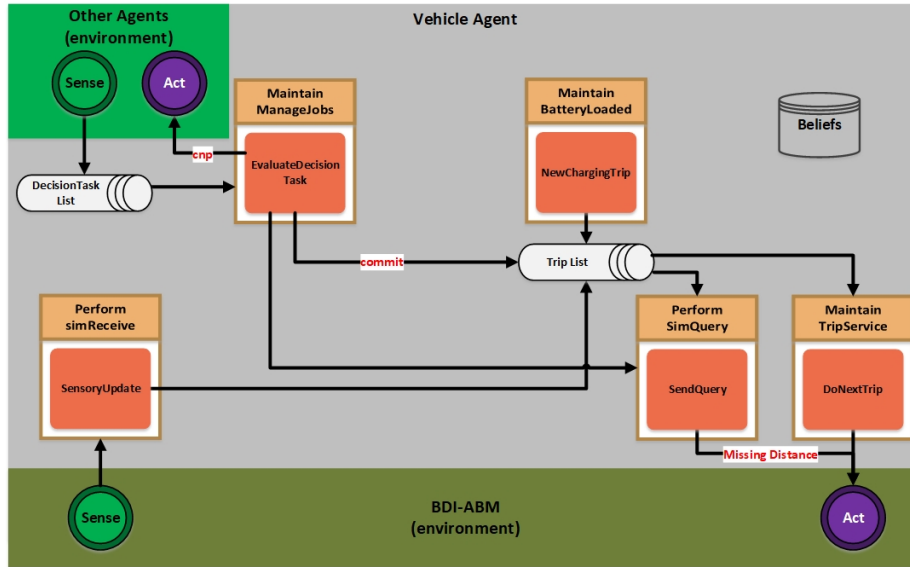 Other Agents
(environment)
Vehicle Agent
Sense
Act
Maintain
ManageJobs
Maintain
BatteryLoaded
Beliefs
cnp
EvaluateDecision
Task
NewChargingTrip
DecisionTask
List
commit
Trip List
Perform
simReceive
Perform
SimQuery
Maintain
TripService
SensoryUpdate
SendQuery
DoNextTrip
Missing Distance
Sense
BDI-ABM
(environment)
Act